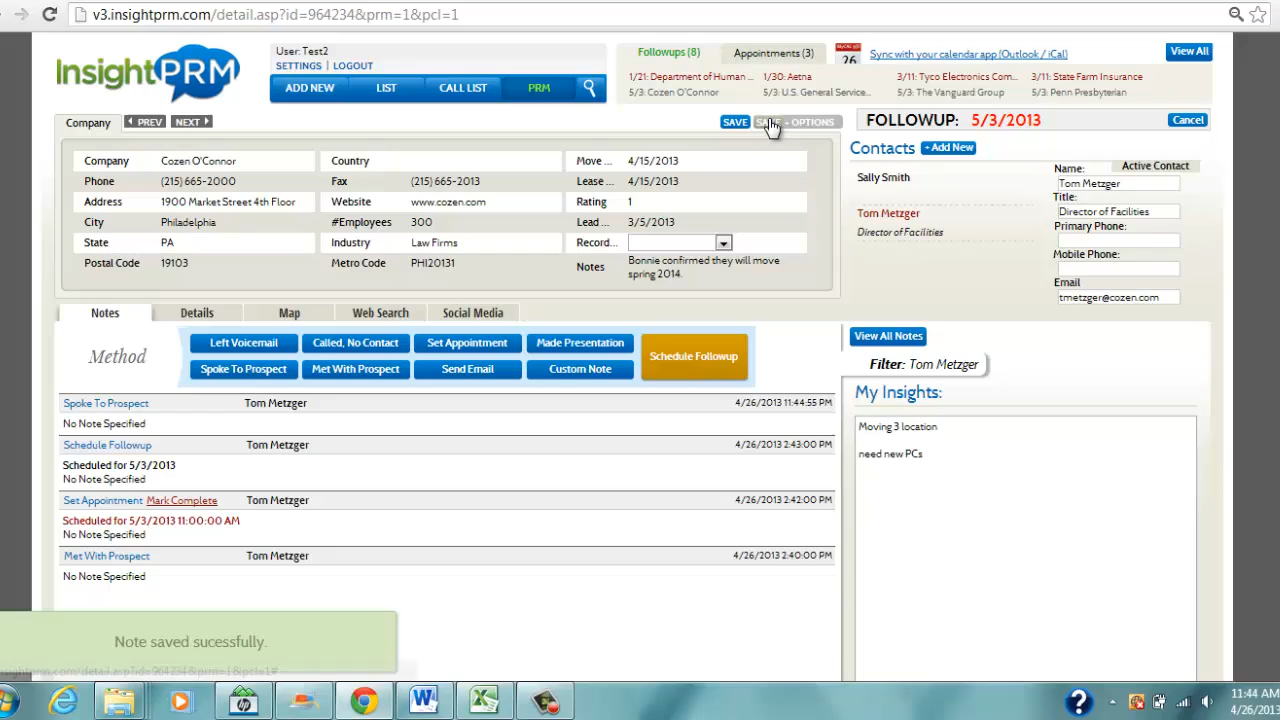 v3.insightprm.com/detail.asp?id=964234&prm=1&pcl=1
InsightPRM
User: Test2
SETTINGS | LOGOUT
ADD NEW LIST CALL LIST PRM
Followups (8) Appointments (3) 26 Sync with your calendar app (Outlook / iCal) View All
1/21: Department of Human ... 1/30: Aetna 3/11: Tyco Electronics Com... 3/11: State Farm Insurance
5/3: Cozen O'Connor 5/3: U.S. General Service... 5/3: The Vanguard Group 5/3: Penn Presbyterian
Company PREV NEXT SAVE + OPTIONS
FOLLOWUP: 5/3/2013 Cancel
Company Cozen O'Connor Country Move ... 4/15/2013
Phone (215) 665-2000 Fax (215) 665-2013 Lease ... 4/15/2013
Address 1900 Market Street 4th Floor Website www.cozen.com Rating 1
City Philadelphia #Employees 300 Lead ... 3/5/2013
State PA Industry Law Firms Record...
Postal Code 19103 Metro Code PHI20131 Notes Bonnie confirmed they will move
spring 2014.
Contacts + Add New
Sally Smith
Tom Metzger
Director of Facilities
Active Contact
Name:
Tom Metzger
Title:
Director of Facilities
Primary Phone:
Mobile Phone:
Email
tmetzger@cozen.com
Notes Details Map Web Search Social Media
Method
Left Voicemail Called, No Contact Set Appointment Made Presentation
Spoke To Prospect Met With Prospect Send Email Custom Note
Schedule Followup
Spoke To Prospect Tom Metzger 4/26/2013 11:44:55 PM
No Note Specified
Schedule Followup Tom Metzger 4/26/2013 2:43:00 PM
Scheduled for 5/3/2013
No Note Specified
Set Appointment Mark Complete Tom Metzger 4/26/2013 2:42:00 PM
Scheduled for 5/3/2013 11:00:00 AM
No Note Specified
Met With Prospect Tom Metzger 4/26/2013 2:40:00 PM
No Note Specified
View All Notes
Filter: Tom Metzger
My Insights:
Moving 3 location
need new PCs
Note saved sucessfully.
nsightprm.com/detail.asp?id=964234&prm=1&pcl=1#
11:44 AM
4/26/2013